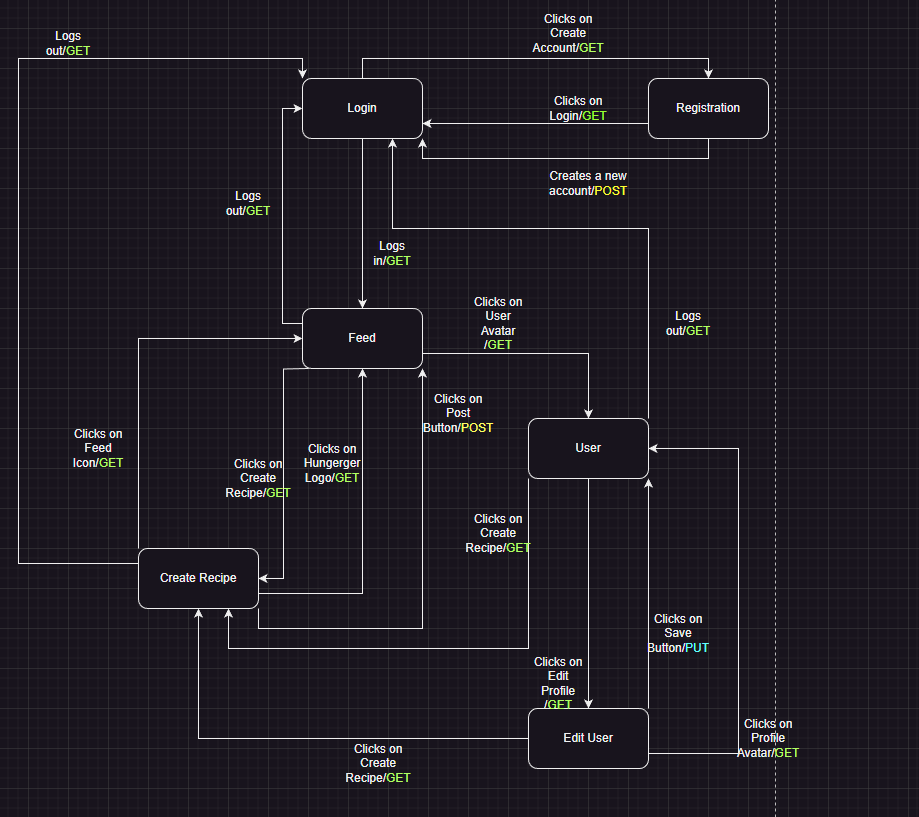 Clicks on
Create
Account/GET
Logs
out/GET
Login
Clicks on
Login/GET
Registration
Creates a new
account/POST
Logs
out/GET
Logs
in/GET
Clicks on
User
Avatar
/GET
Logs
out/GET
Feed
Clicks on
Post
Button/POST
Clicks on
Feed
Icon/GET
Clicks on
Hungerger
Logo/GET
Clicks on
Create
Recipe/GET
User
Clicks on
Create
Recipe/GET
Create Recipe
Clicks on
Save
Button/PUT
Clicks on
Edit
Profile
/GET
Edit User
Clicks on
Profile
Avatar/GET
Clicks on
Create
Recipe/GET